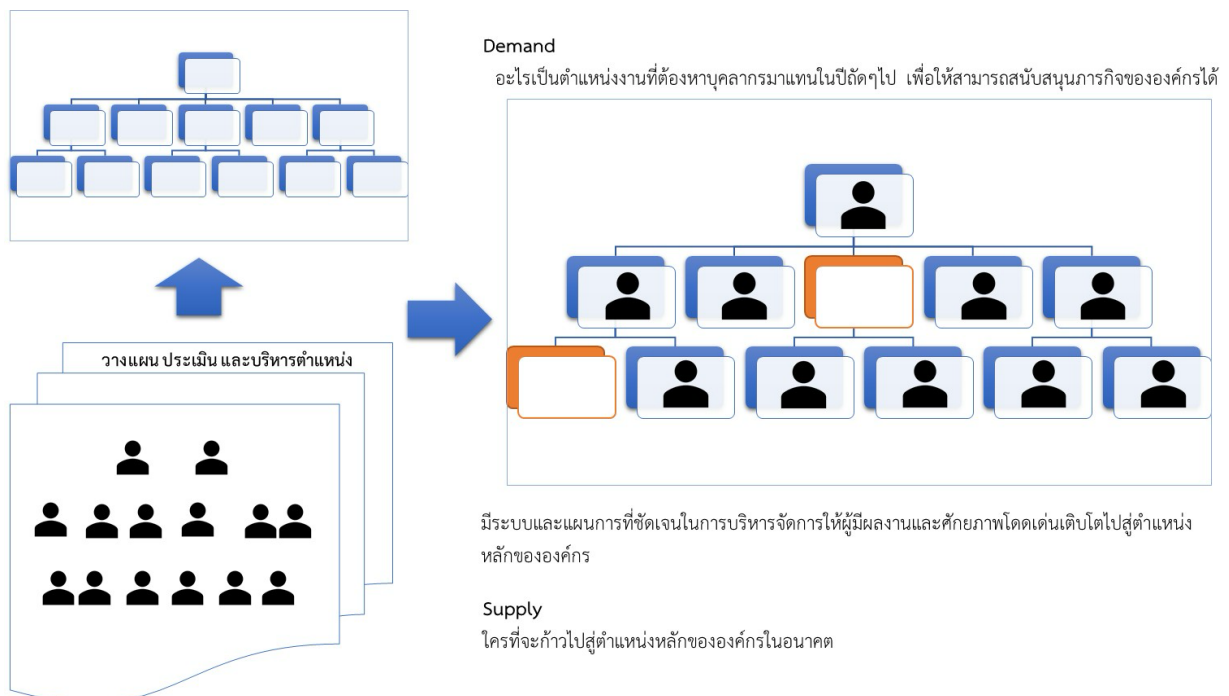 Demand
อะไรเป็นตำแหน่งงานที่ต้องหาบุคลากรมาแทนในปีถัดๆไป เพื่อให้สามารถสนับสนุนภารกิจขององค์กรได้
วางแผน ประเมิน และบริหารตำแหน่ง
มีระบบและแผนการที่ชัดเจนในการบริหารจัดการให้ผู้มีผลงานและศักยภาพโดดเด่นเติบโตไปสู่ตำแหน่ง
หลักขององค์กร
Supply
ใครที่จะก้าวไปสู่ตำแหน่งหลักขององค์กรในอนาคต